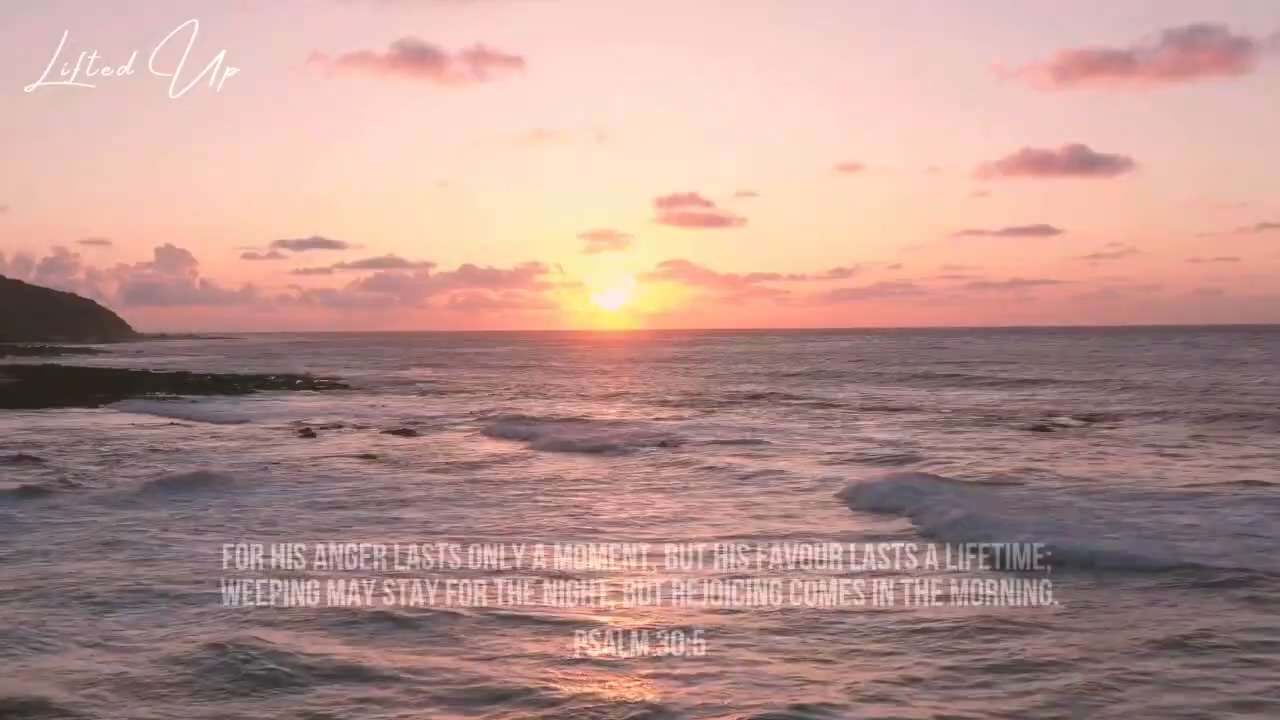 Lifted Up
FOR HIS ANGER LASTS ONLY A MOMENT, BUT HIS FAVOUR LASTS A LIFETIME;
WEEPING MAY STAY FOR THE NIGHT, BUT REJOICING COMES IN THE MORNING.
PSALM 30:5